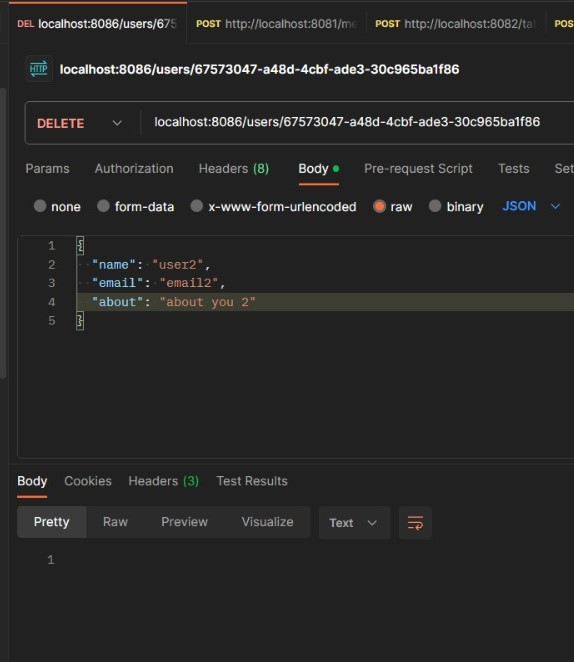 DEL localhost:8086/users/675 POST http://localhost:8081/me POST http://localhost:8082/ta POS
HTTP localhost:8086/users/67573047-a48d-4cbf-ade3-30c965ba1f86
DELETE localhost:8086/users/67573047-a48d-4cbf-ade3-30c965ba1f86
Params Authorization Headers (8) Body Pre-request Script Tests Set
none form-data x-www-form-urlencoded raw binary JSON
1 {
2 "name": "user2",
3 "email": "email2",
4 "about": "about you 2"
5 }
Body Cookies Headers (3) Test Results
Pretty Raw Preview Visualize Text
1